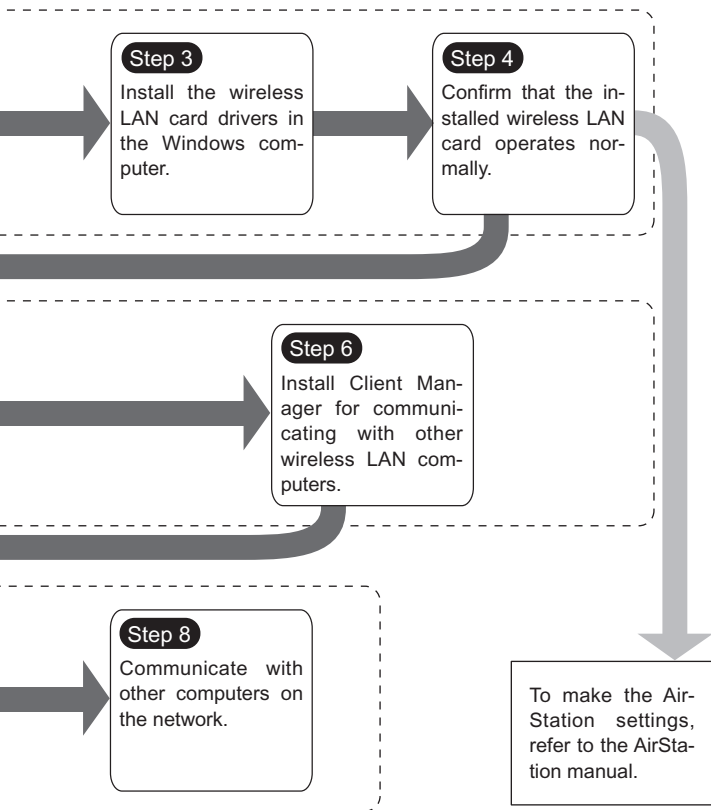 Step 3
Install the wireless
LAN card drivers in
the Windows com-
puter.
Step 4
Confirm that the in-
stalled wireless LAN
card operates nor-
mally.
Step 6
Install Client Man-
ager for communi-
cating with other
wireless LAN com-
puters.
Step 8
Communicate with
other computers on
the network.
To make the Air-
Station settings,
refer to the AirSta-
tion manual.